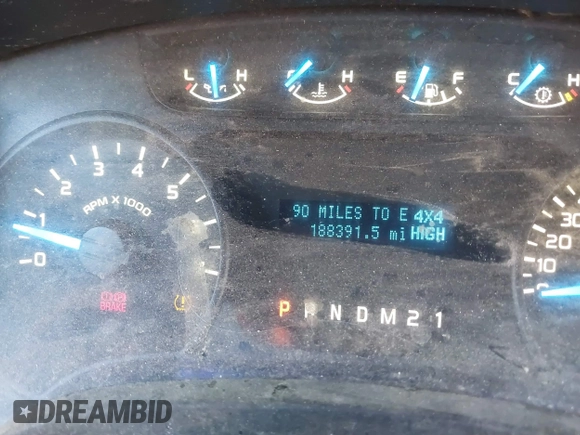 L H
C H
E F
C H
1 2 3 4 5
0
RPM X 1000
90 MILES TO E 4X4
188391.5 mi HIGH
30
20
10
0
BRAKE
P R N D M 2 1
DREAMBID